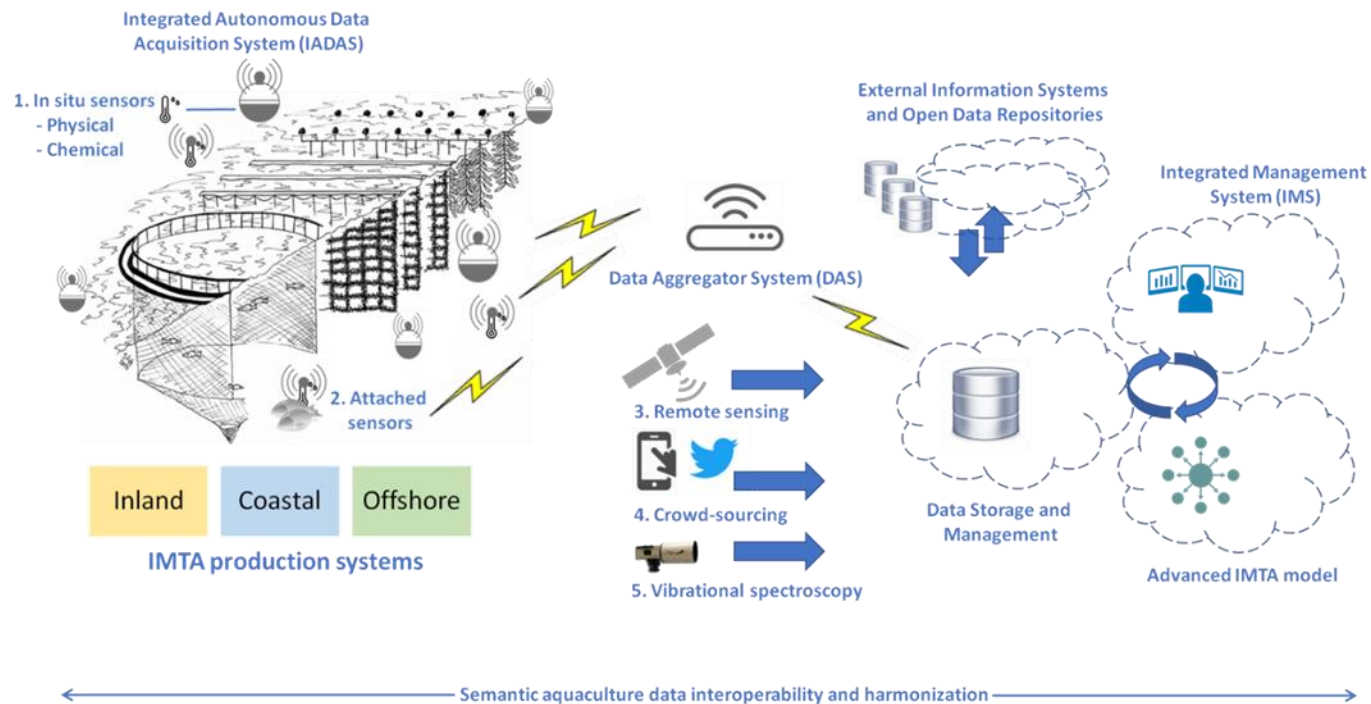 Integrated Autonomous Data
Acquisition System (IADAS)
1. In situ sensors
- Physical
- Chemical
2. Attached
sensors
Inland
Coastal
Offshore
IMTA production systems
Data Aggregator System (DAS)
3. Remote sensing
4. Crowd-sourcing
5. Vibrational spectroscopy
External Information Systems
and Open Data Repositories
Integrated Management
System (IMS)
Data Storage and
Management
Advanced IMTA model
Semantic aquaculture data interoperability and harmonization